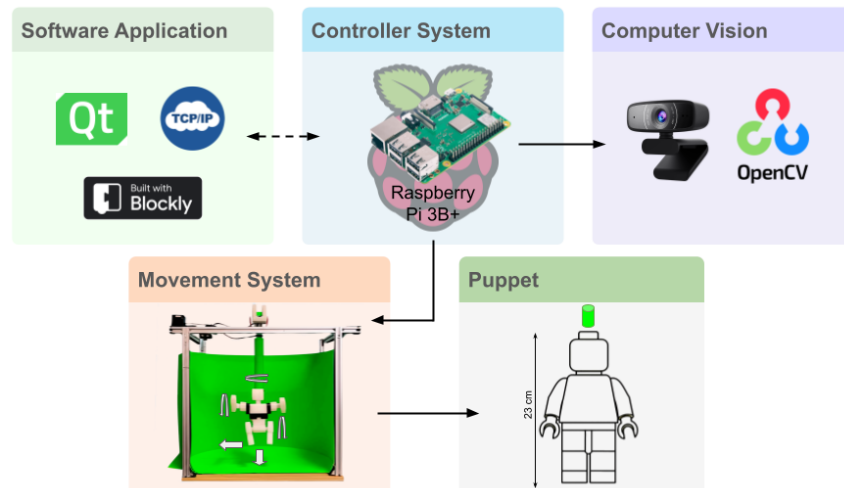 Software Application
Controller System
Computer Vision
Qt
TCP/IP
Built with
Blockly
Raspberry
Pi 3B+
OpenCV
Movement System
Puppet
23 cm